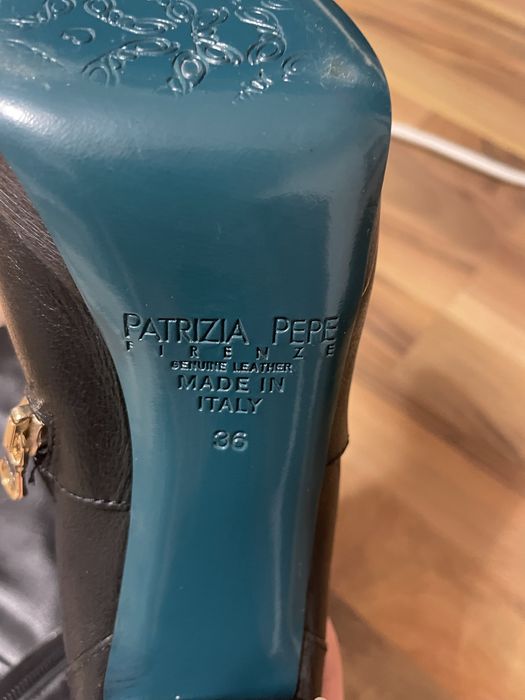 PATRIZIA PEPE
FIRENZE
GENUINE LEATHER
MADE IN
ITALY
36